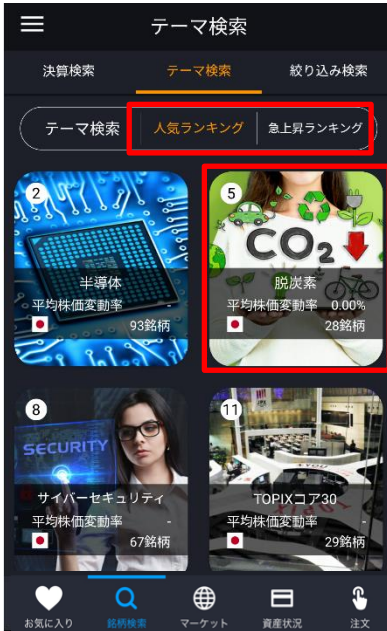 テーマ検索
決算検索 テーマ検索 絞り込み検索
テーマ検索 人気ランキング 急上昇ランキング
2
半導体
平均株価変動率 -
93銘柄
5
CO2
脱炭素
平均株価変動率 0.00%
28銘柄
8
SECURITY
サイバーセキュリティ
平均株価変動率 -
67銘柄
11
TOPIXコア30
平均株価変動率 -
29銘柄
お気に入り 銘柄検索 マーケット 資産状況 注文